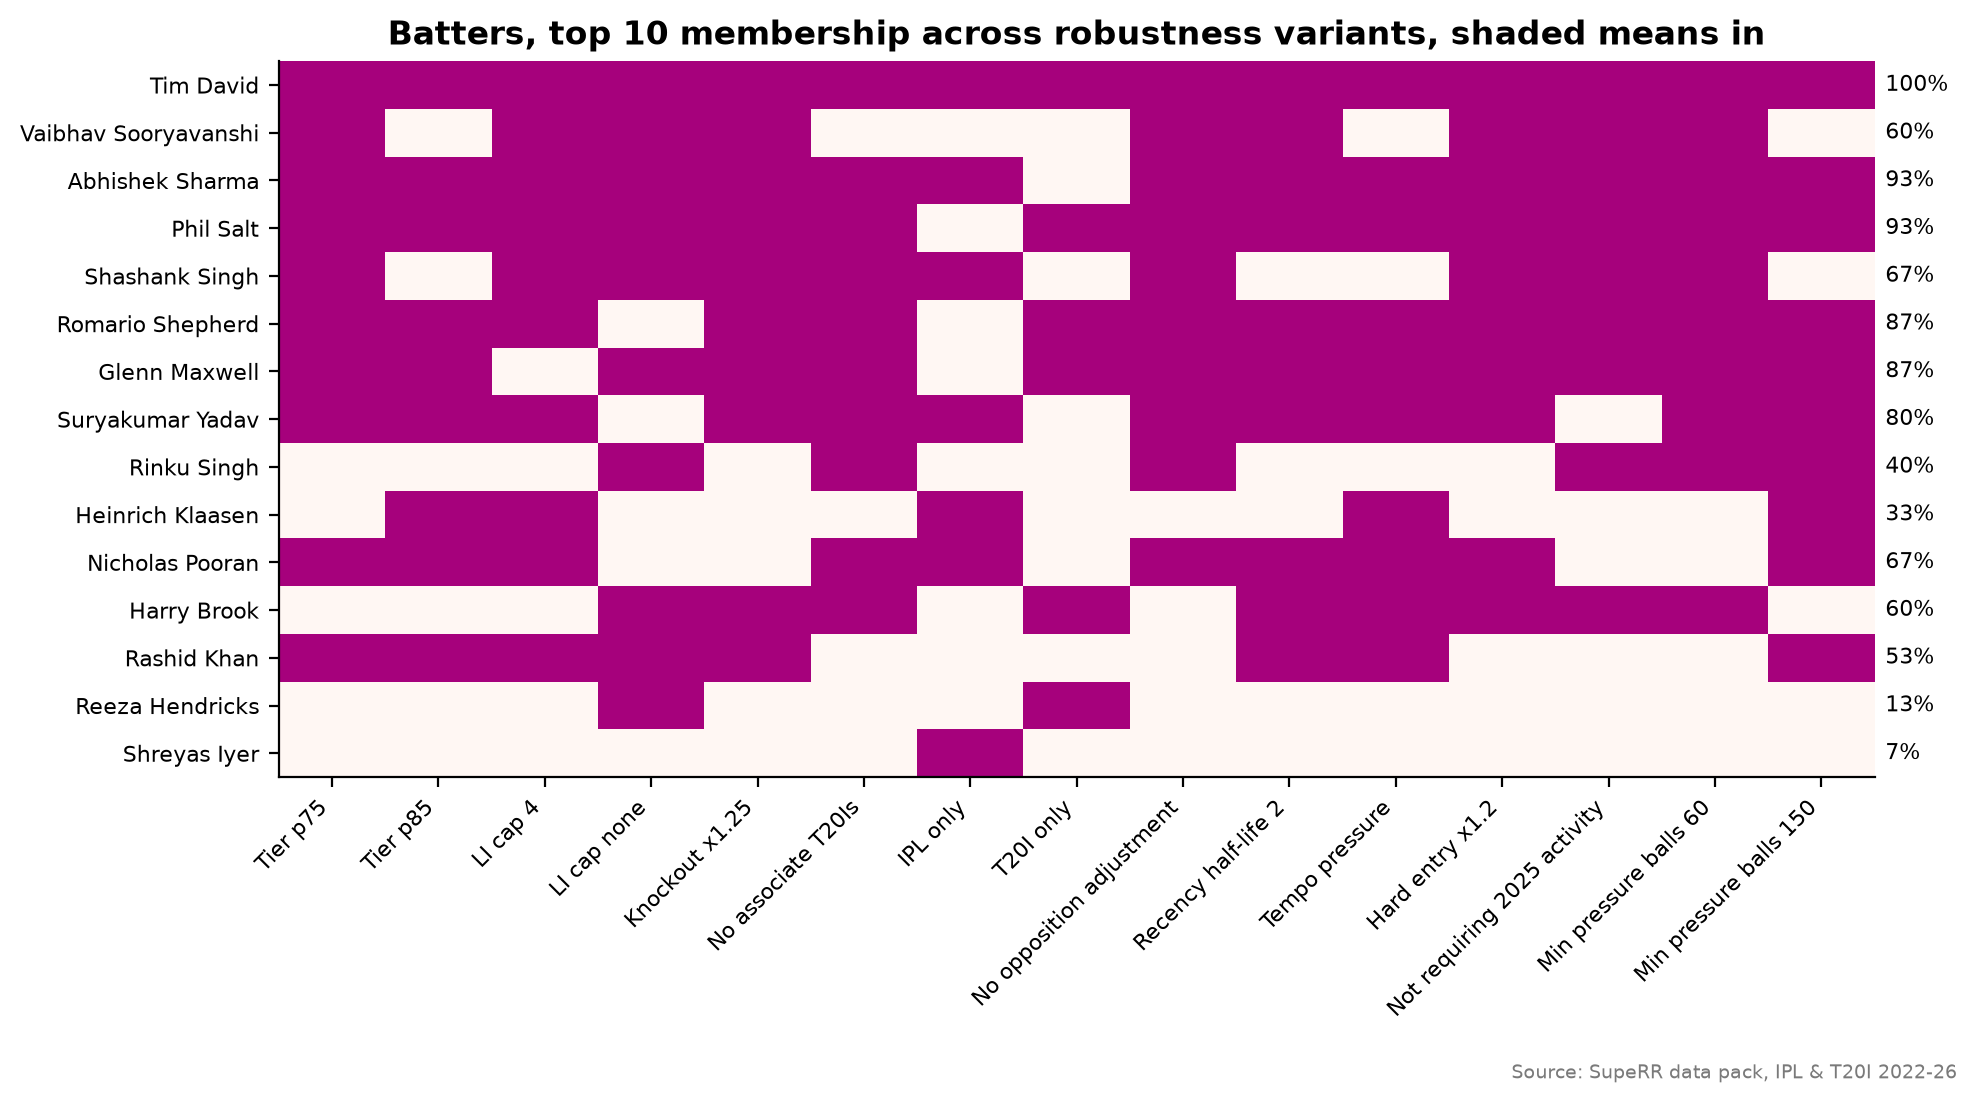 Batters, top 10 membership across robustness variants, shaded means in
Tim David 100%
Vaibhav Sooryavanshi 60%
Abhishek Sharma 93%
Phil Salt 93%
Shashank Singh 67%
Romario Shepherd 87%
Glenn Maxwell 87%
Suryakumar Yadav 80%
Rinku Singh 40%
Heinrich Klaasen 33%
Nicholas Pooran 67%
Harry Brook 60%
Rashid Khan 53%
Reeza Hendricks 13%
Shreyas Iyer 7%
Tier p75
Tier p85
LI cap 4
LI cap none
Knockout x1.25
No associate T20Is
IPL only
T20I only
No opposition adjustment
Recency half-life 2
Tempo pressure
Hard entry x1.2
Not requiring 2025 activity
Min pressure balls 60
Min pressure balls 150
Source: SupeRR data pack, IPL & T20I 2022-26